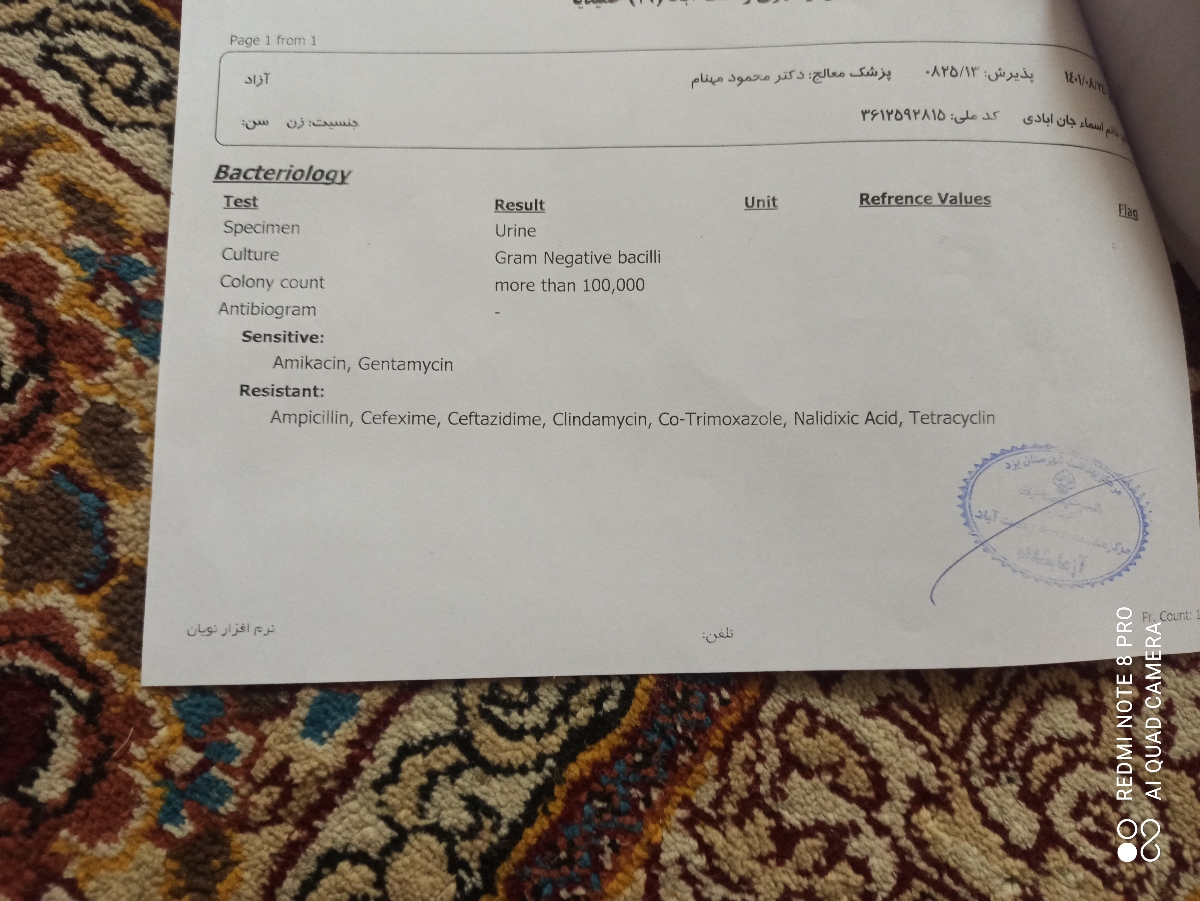 Page 1 from 1
پذیرش: ۰۸۲۵/۱۳ پزشک معالج: دکتر محمود مهنام آزاد
خانم اسماء جان ابادی کد ملی: ۳۶۱۲۵۹۲۸۱۵ جنسیت: زن سن:
Bacteriology
Test Result Unit Refrence Values Flag
Specimen Urine
Culture Gram Negative bacilli
Colony count more than 100,000
Antibiogram -
Sensitive:
Amikacin, Gentamycin
Resistant:
Ampicillin, Cefexime, Ceftazidime, Clindamycin, Co-Trimoxazole, Nalidixic Acid, Tetracyclin
Pr. Count: 1
تلفن: نرم افزار نویان
REDMI NOTE 8 PRO
AI QUAD CAMERA